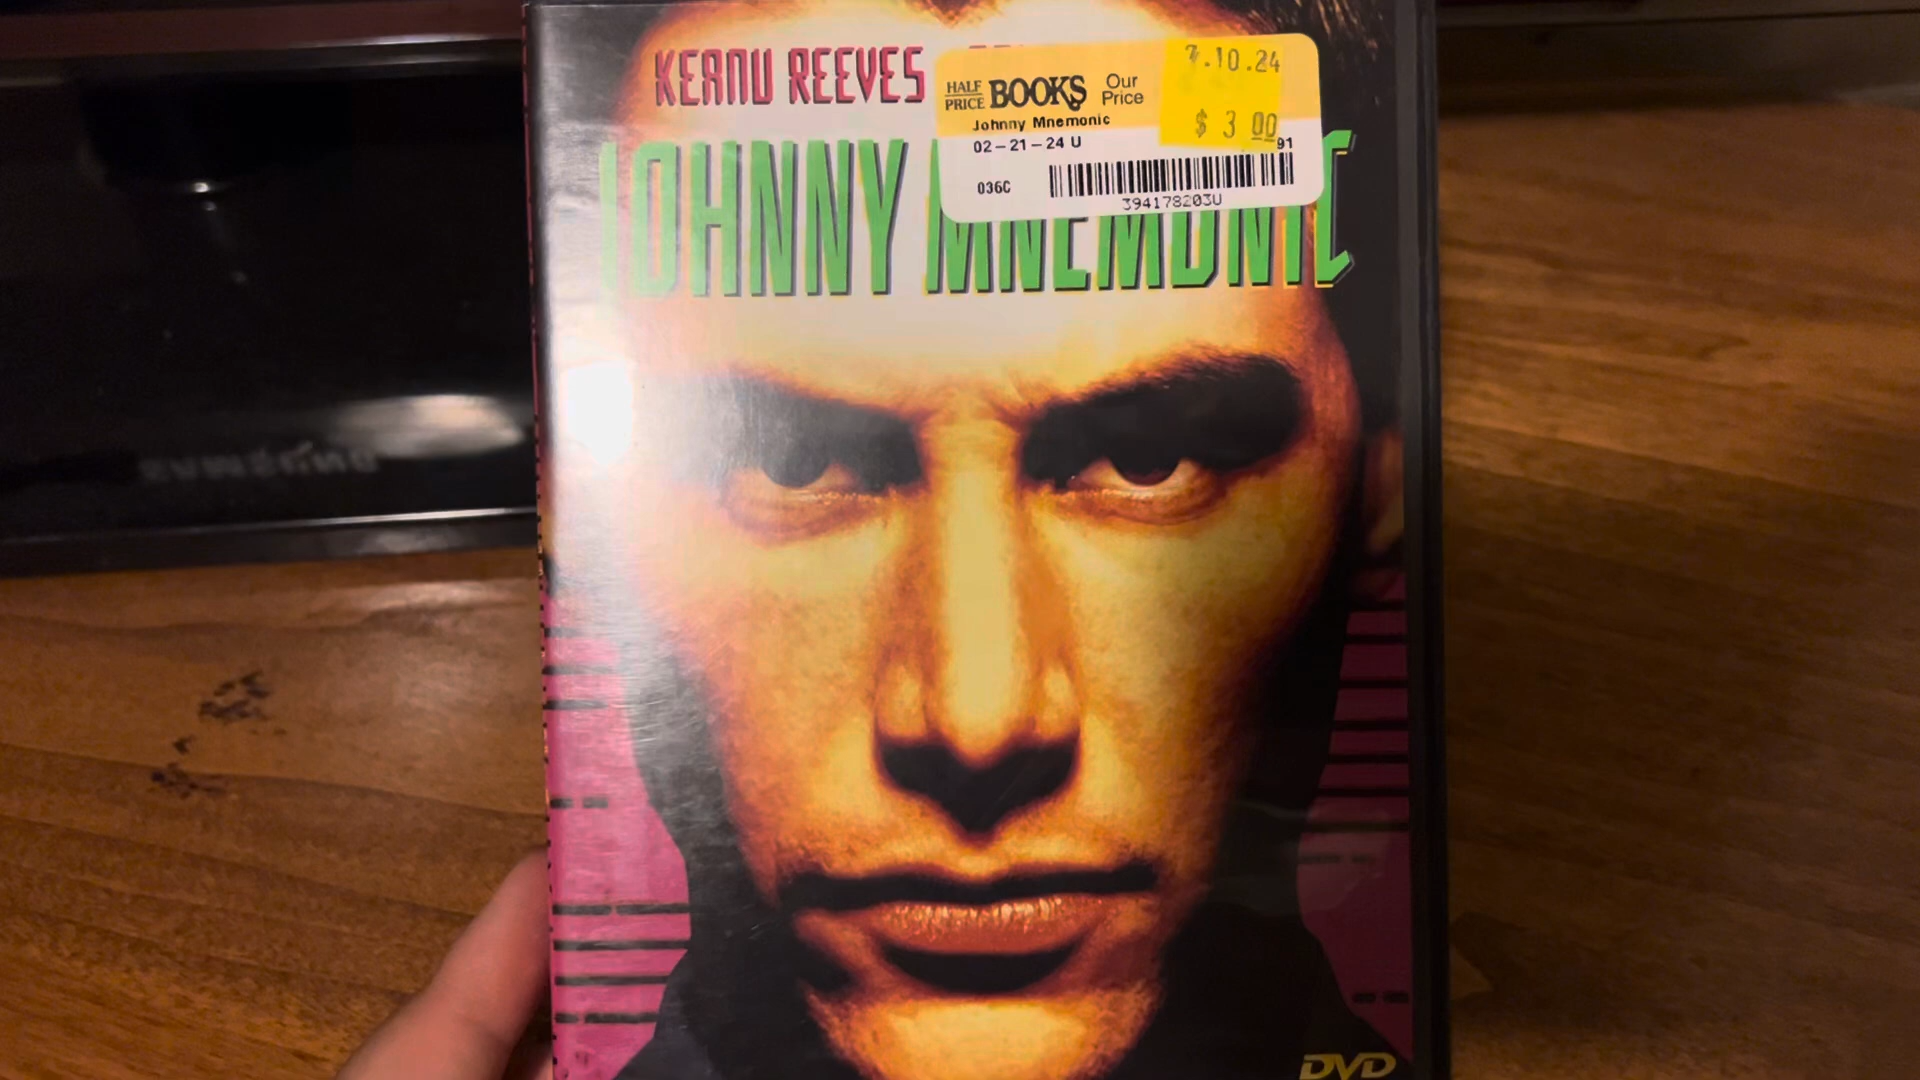 KEANU REEVES
HALF PRICE BOOKS Our Price
7.10.24
$ 3 00
Johnny Mnemonic
02-21-24 U
91
036C
394178203U
JOHNNY MNEMONIC
SAMSUNG
DVD